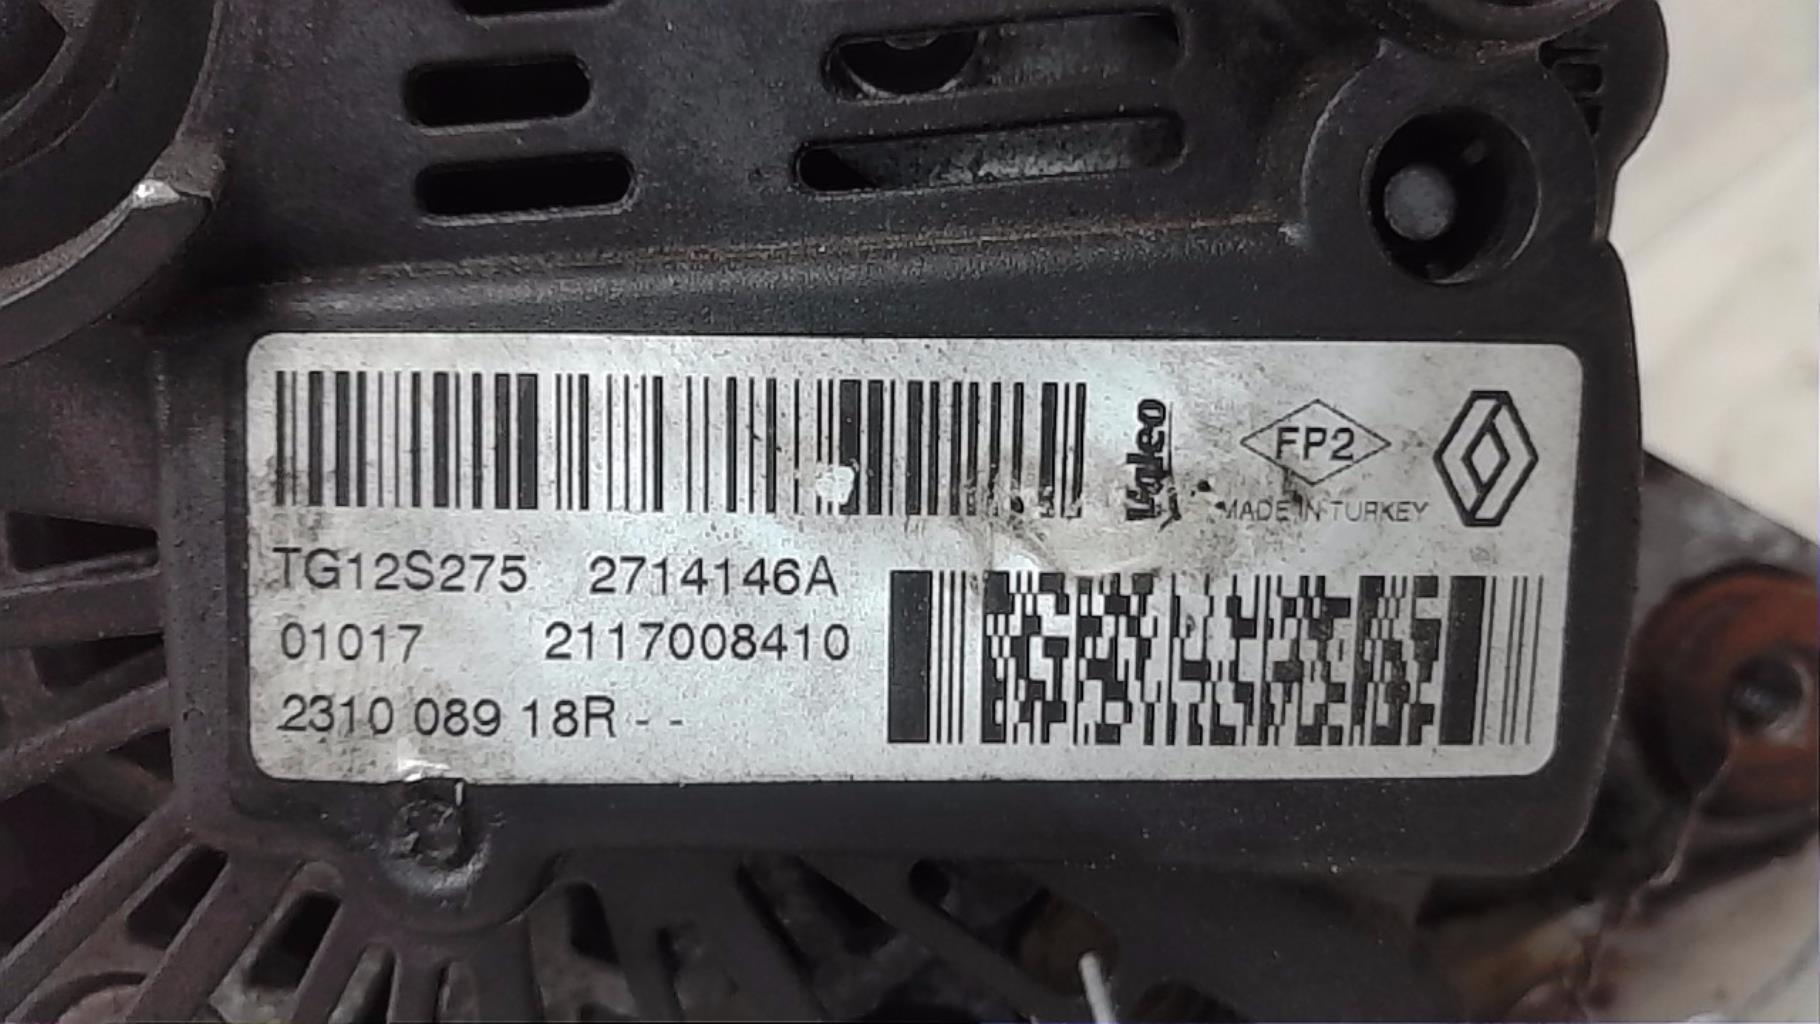 Valeo
FP2
MADE IN TURKEY
TG12S275 2714146A
01017 2117008410
2310 089 18R - -